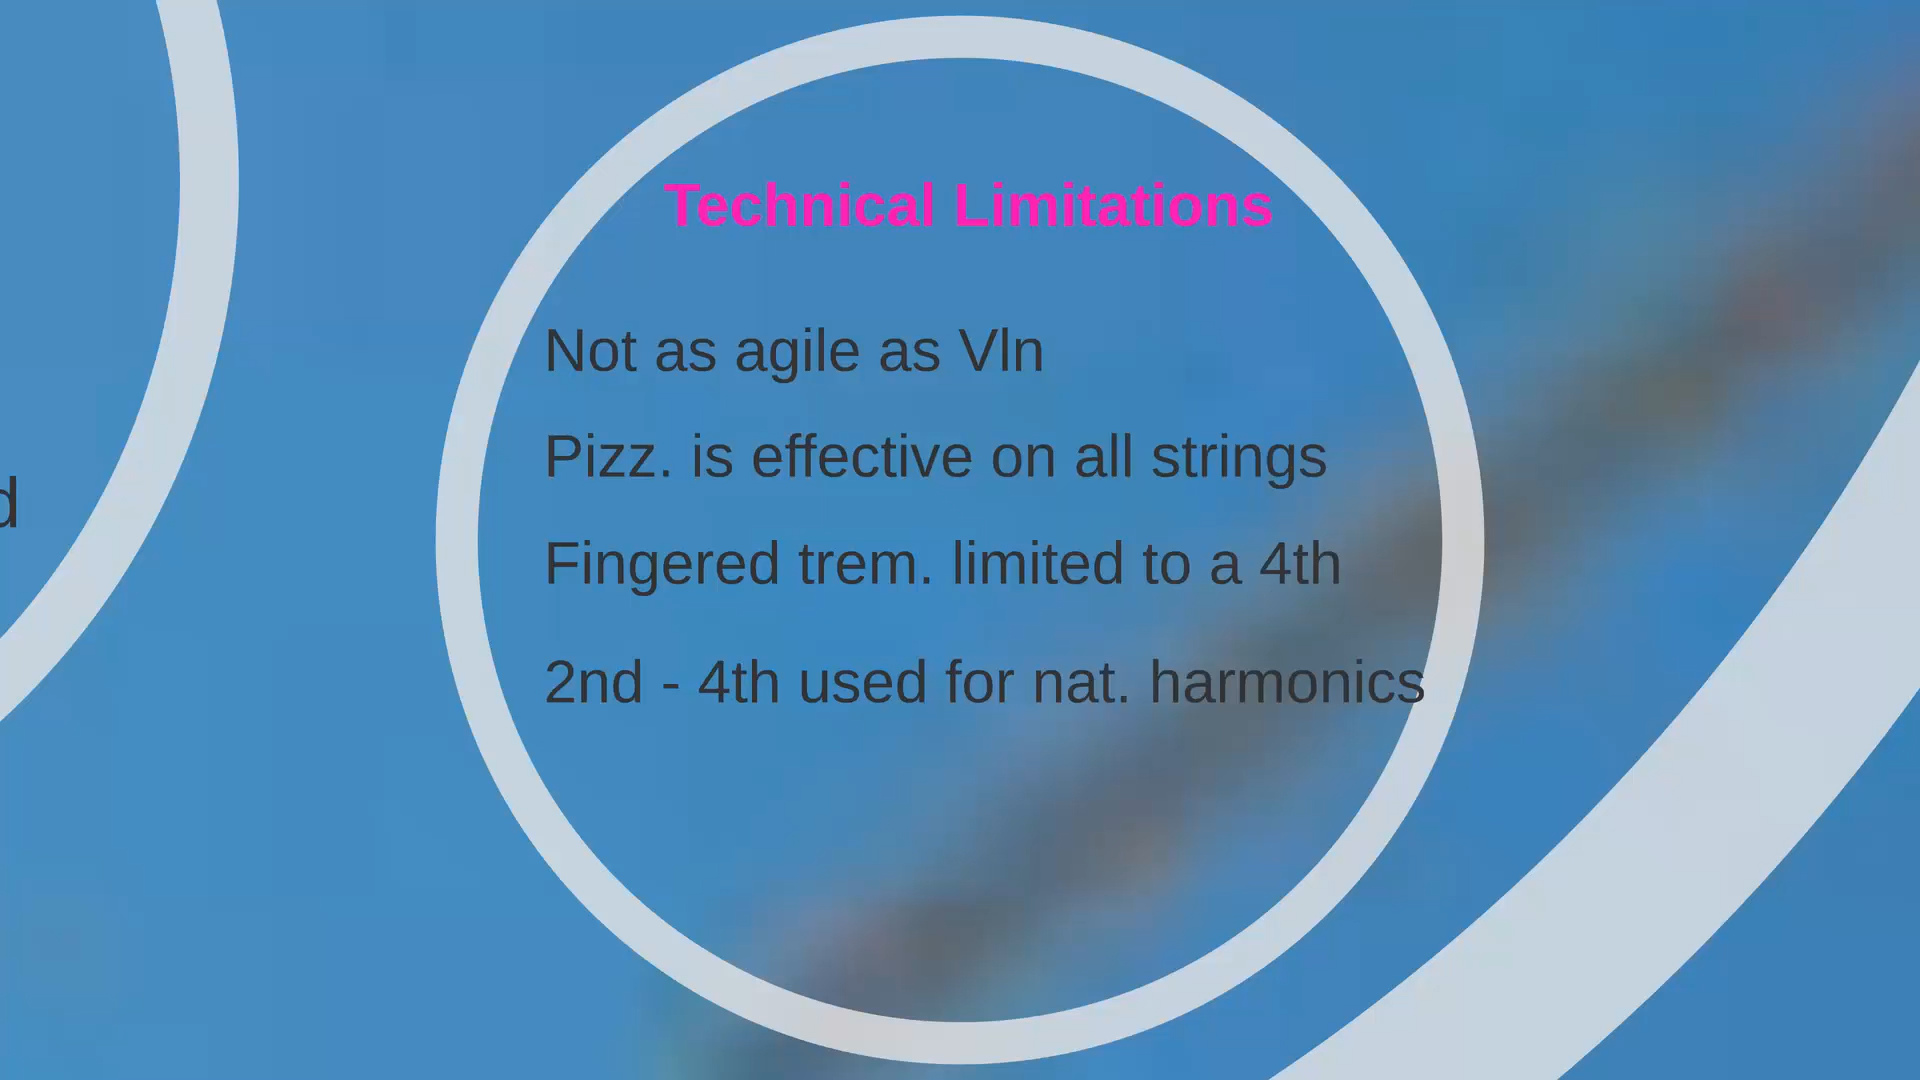 Technical Limitations
Not as agile as Vln
Pizz. is effective on all strings
Fingered trem. limited to a 4th
2nd - 4th used for nat. harmonics